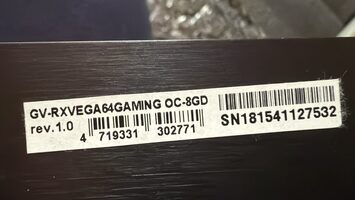 GV-RXVEGA64GAMING OC-8GD
rev.1.0
4 719331 302771
SN181541127532